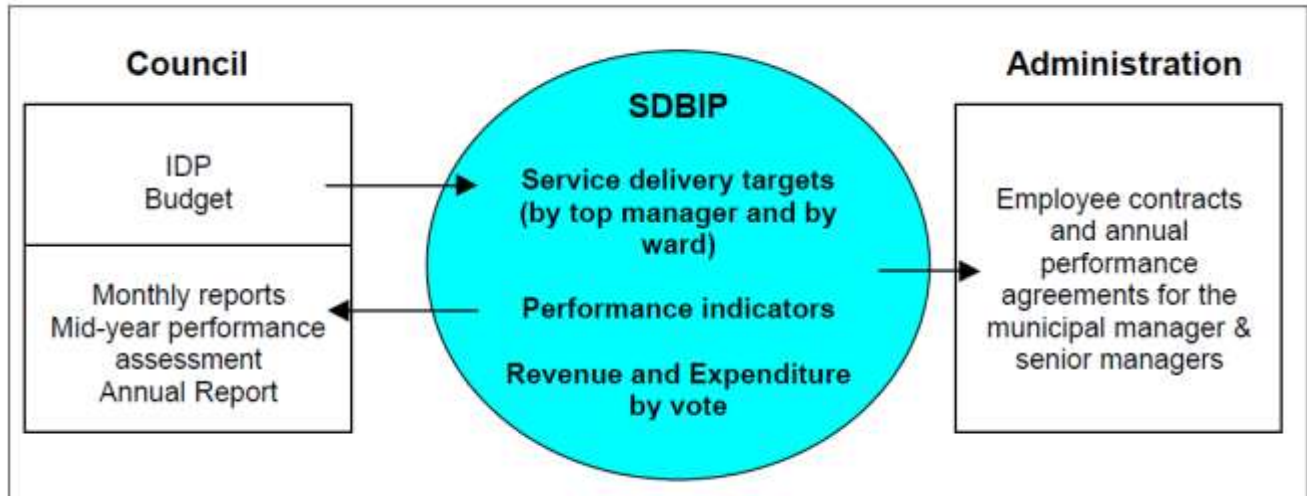 Council
IDP
Budget
Monthly reports
Mid-year performance
assessment
Annual Report
SDBIP
Service delivery targets
(by top manager and by
ward)
Performance indicators
Revenue and Expenditure
by vote
Administration
Employee contracts
and annual
performance
agreements for the
municipal manager &
senior managers